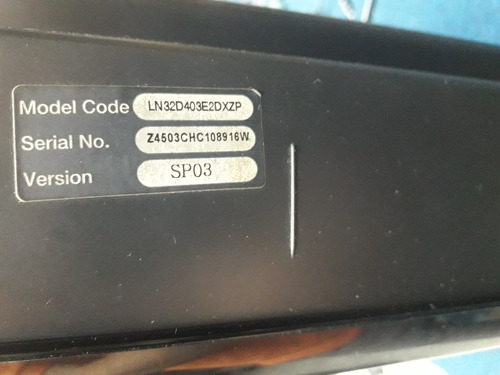 Model Code LN32D403E2DXZP
Serial No. Z4503CHC108916W
Version SP03